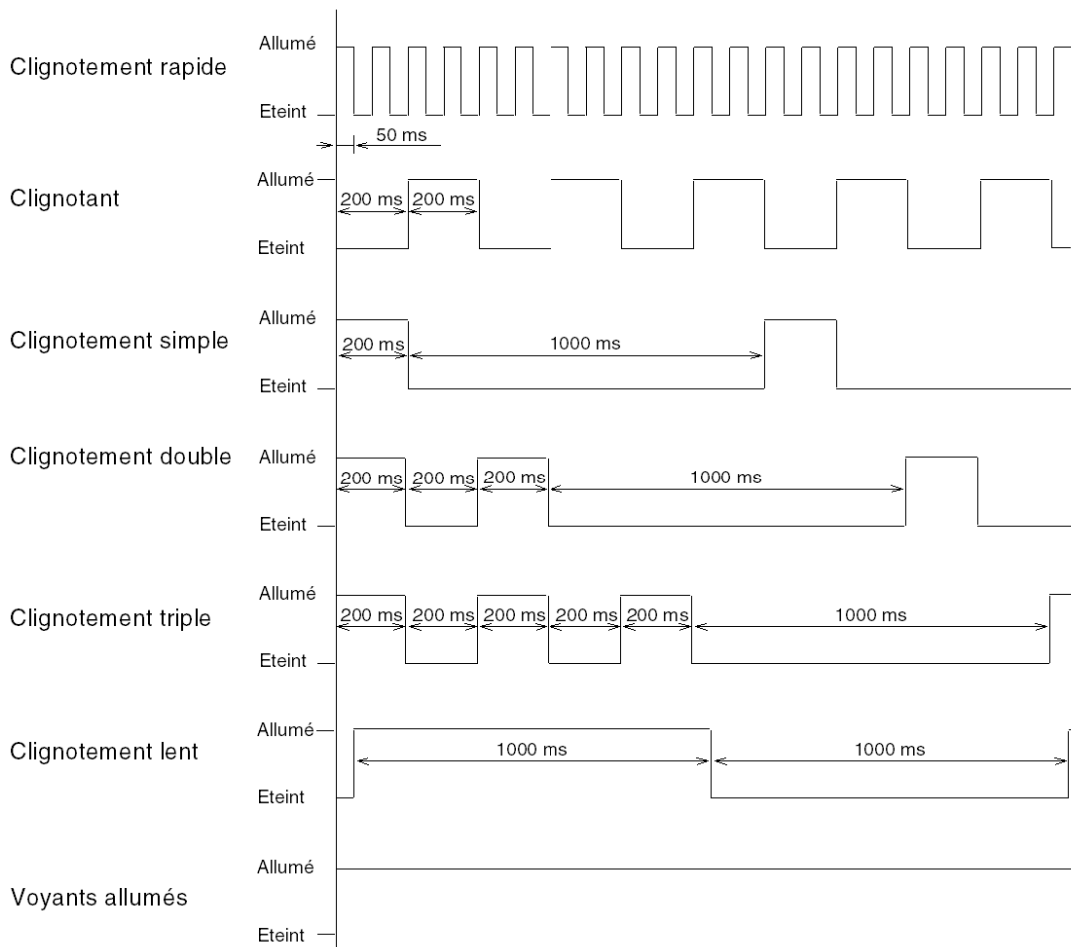 Allumé
Clignotement rapide
Eteint
50 ms
Allumé
Clignotant
200 ms 200 ms
Eteint
Allumé
Clignotement simple
200 ms 1000 ms
Eteint
Clignotement double
Allumé
200 ms 200 ms 200 ms 1000 ms
Eteint
Allumé
Clignotement triple
200 ms 200 ms 200 ms 200 ms 200 ms 1000 ms
Eteint
Allumé
Clignotement lent
1000 ms 1000 ms
Eteint
Allumé
Voyants allumés
Eteint